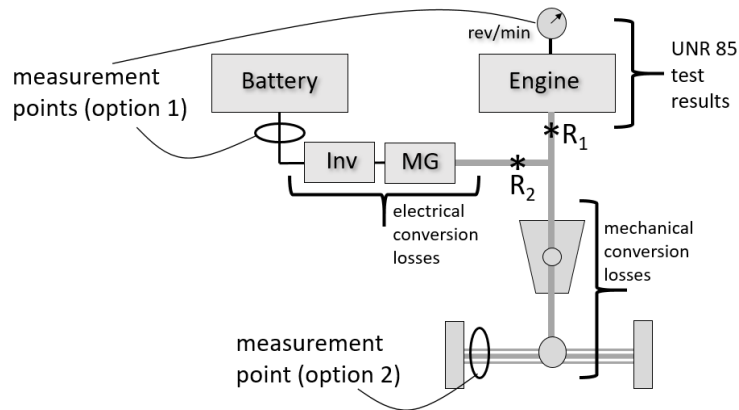 rev/min
measurement
points (option 1)
Battery
Engine
UNR 85
test
results
R1
Inv
MG
R2
electrical
conversion
losses
mechanical
conversion
losses
measurement
point (option 2)